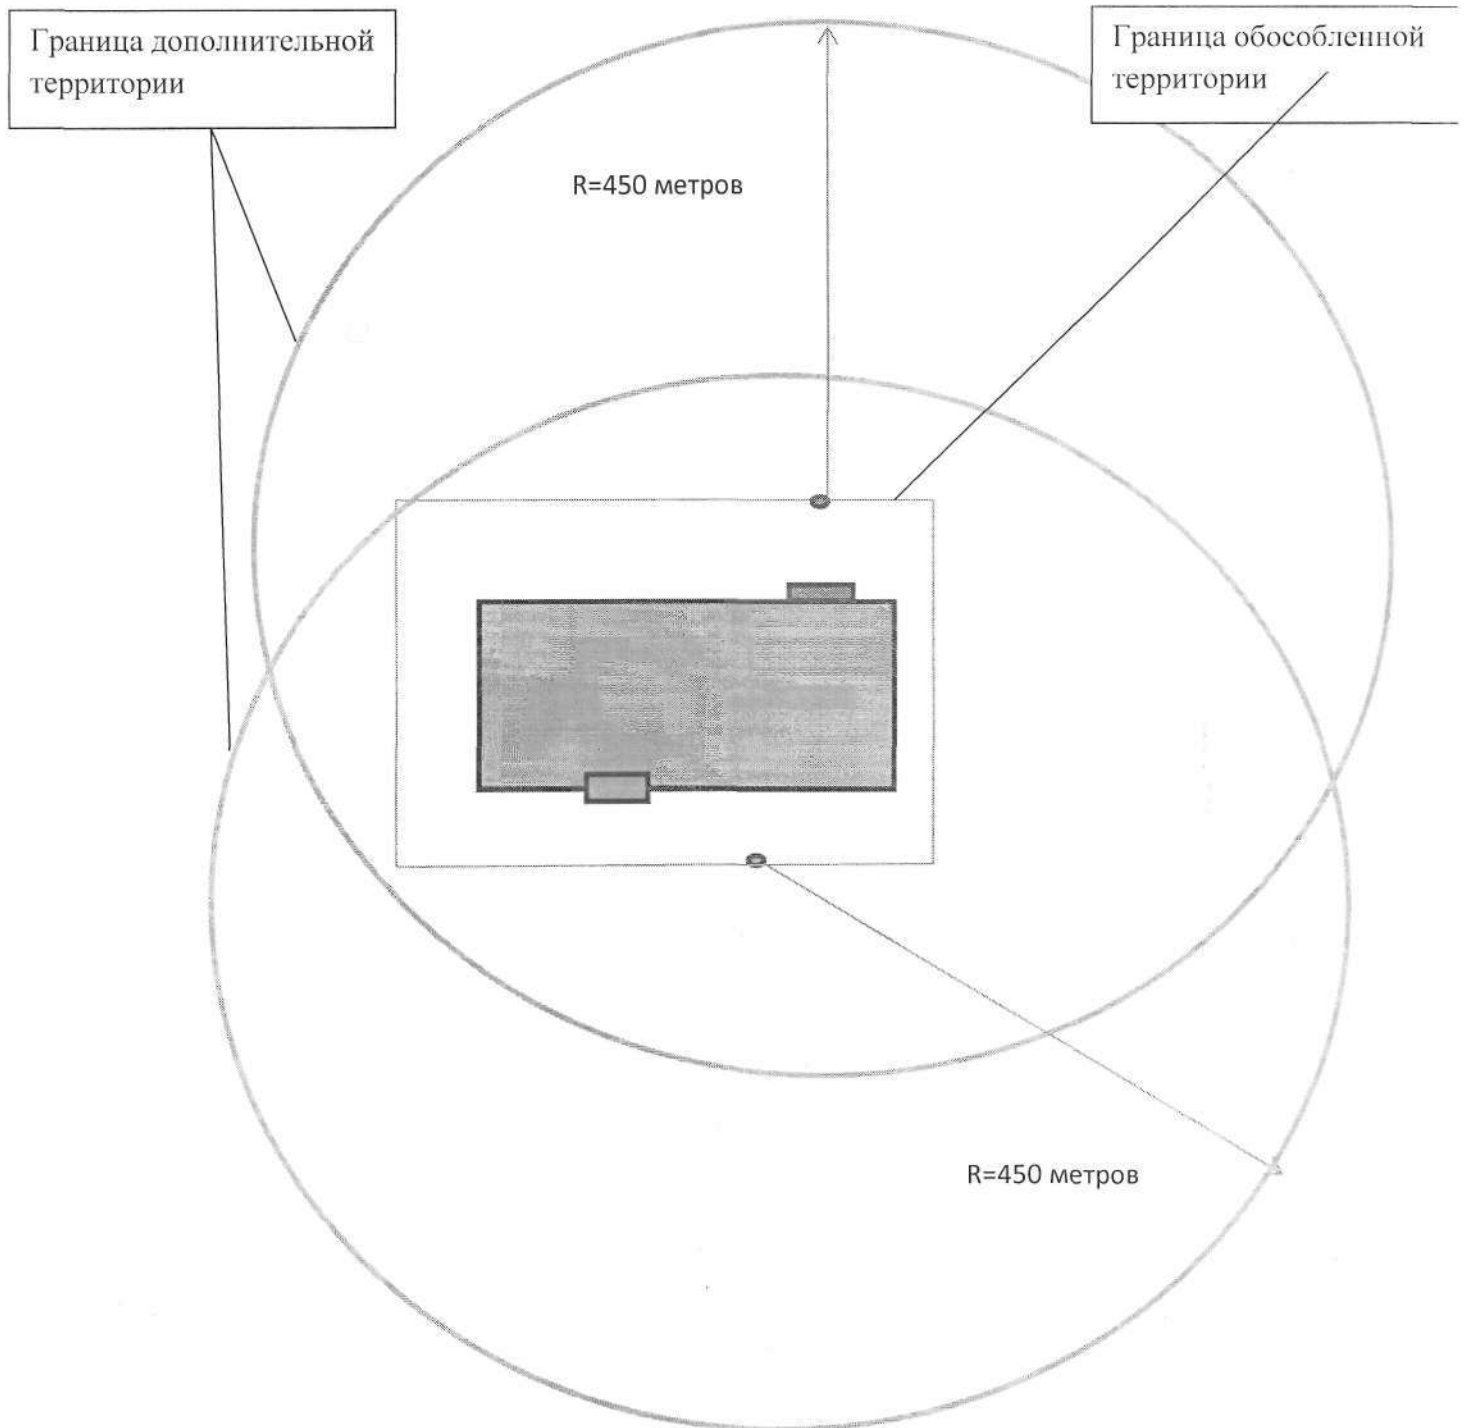 Граница дополнительной
территории
Граница обособленной
территории
R=450 метров
R=450 метров